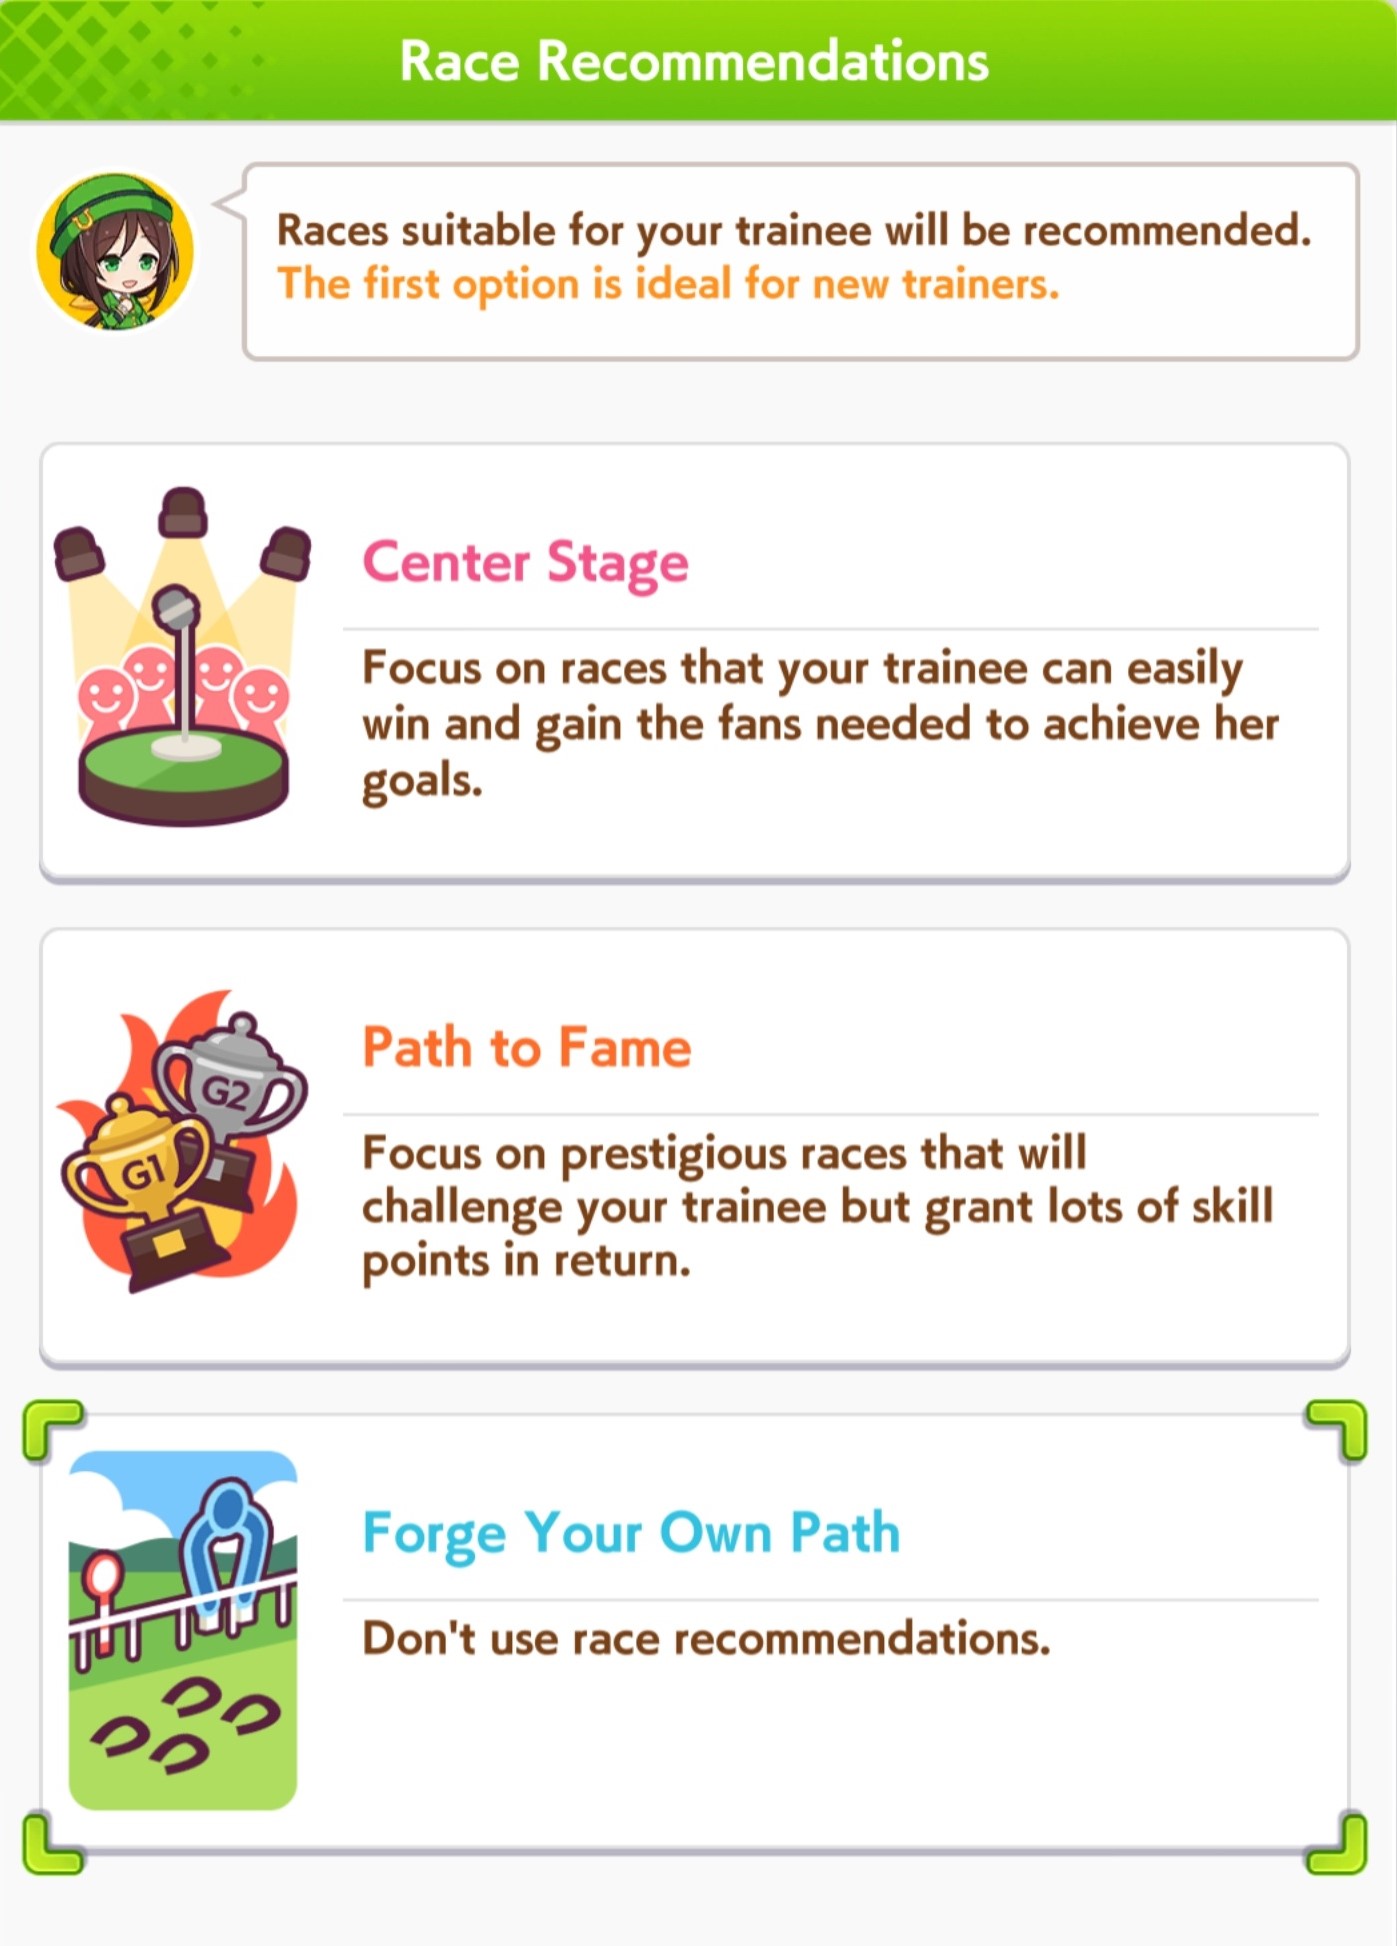 Race Recommendations
Races suitable for your trainee will be recommended.
The first option is ideal for new trainers.
Center Stage
Focus on races that your trainee can easily
win and gain the fans needed to achieve her
goals.
G2
G1
Path to Fame
Focus on prestigious races that will
challenge your trainee but grant lots of skill
points in return.
Forge Your Own Path
Don't use race recommendations.